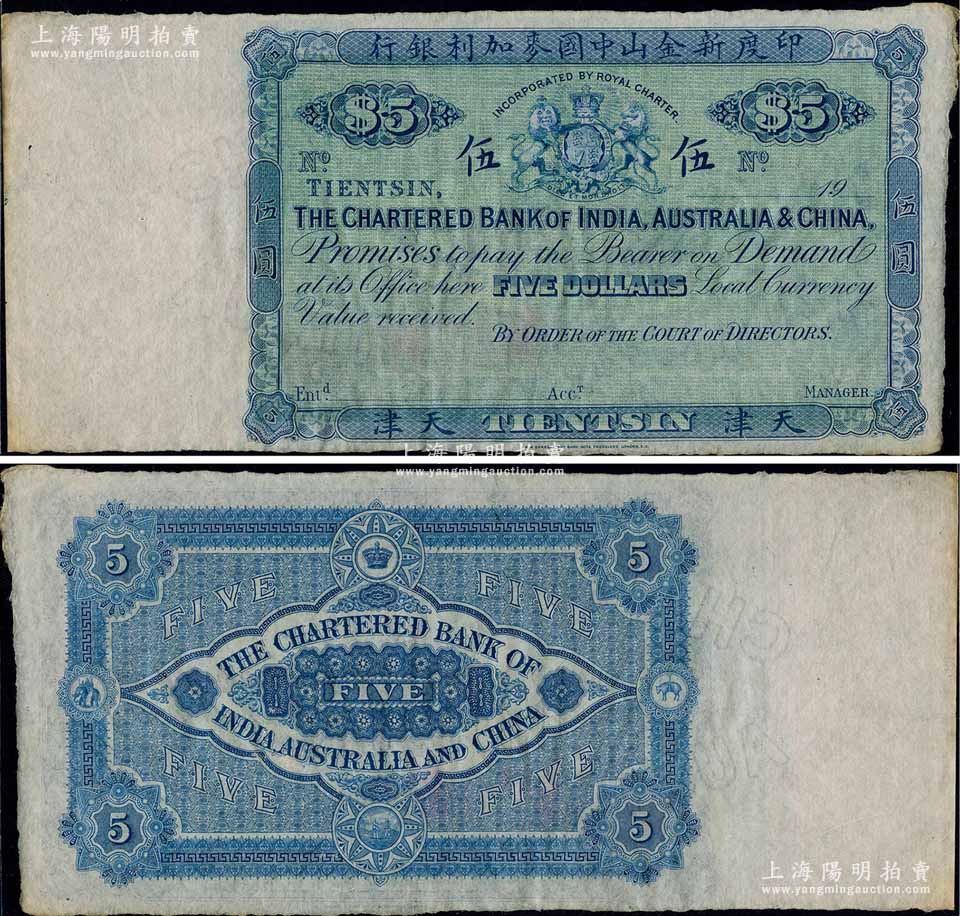 上海陽明拍賣
www.yangmingauction.com
行銀利加麥國中山金新度印
INCORPORATED BY ROYAL CHARTER.
$5 $5
伍 伍
No. No.
TIENTSIN, 19
THE CHARTERED BANK OF INDIA, AUSTRALIA & CHINA,
Promises to pay the Bearer on Demand
at its Office here FIVE DOLLARS Local Currency
Value received.
BY ORDER OF THE COURT OF DIRECTORS.
伍圓
伍圓
Entd. Acct. MANAGER.
津天 TIENTSIN 津天
上海陽明拍賣
www.yangmingauction.com
5 5
FIVE FIVE
THE CHARTERED BANK OF
FIVE
INDIA, AUSTRALIA AND CHINA
FIVE FIVE
5 5
上海陽明拍賣
www.yangmingauction.com